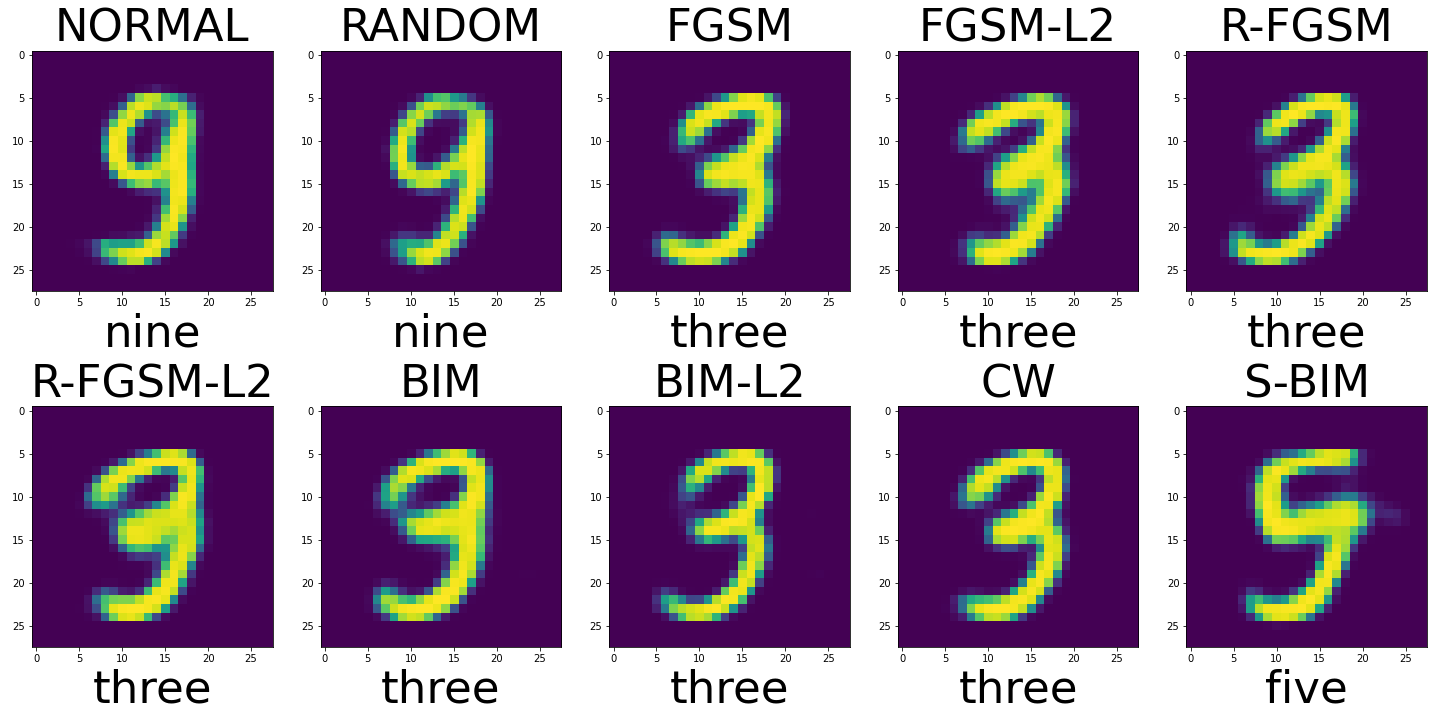 NORMAL RANDOM FGSM FGSM-L2 R-FGSM
0 0 0 0 0
5 5 5 5 5
10 10 10 10 10
15 15 15 15 15
20 20 20 20 20
25 25 25 25 25
0 5 10 15 20 25 0 5 10 15 20 25 0 5 10 15 20 25 0 5 10 15 20 25 0 5 10 15 20 25
nine nine three three three
R-FGSM-L2 BIM BIM-L2 CW S-BIM
0 0 0 0 0
5 5 5 5 5
10 10 10 10 10
15 15 15 15 15
20 20 20 20 20
25 25 25 25 25
0 5 10 15 20 25 0 5 10 15 20 25 0 5 10 15 20 25 0 5 10 15 20 25 0 5 10 15 20 25
three three three three five